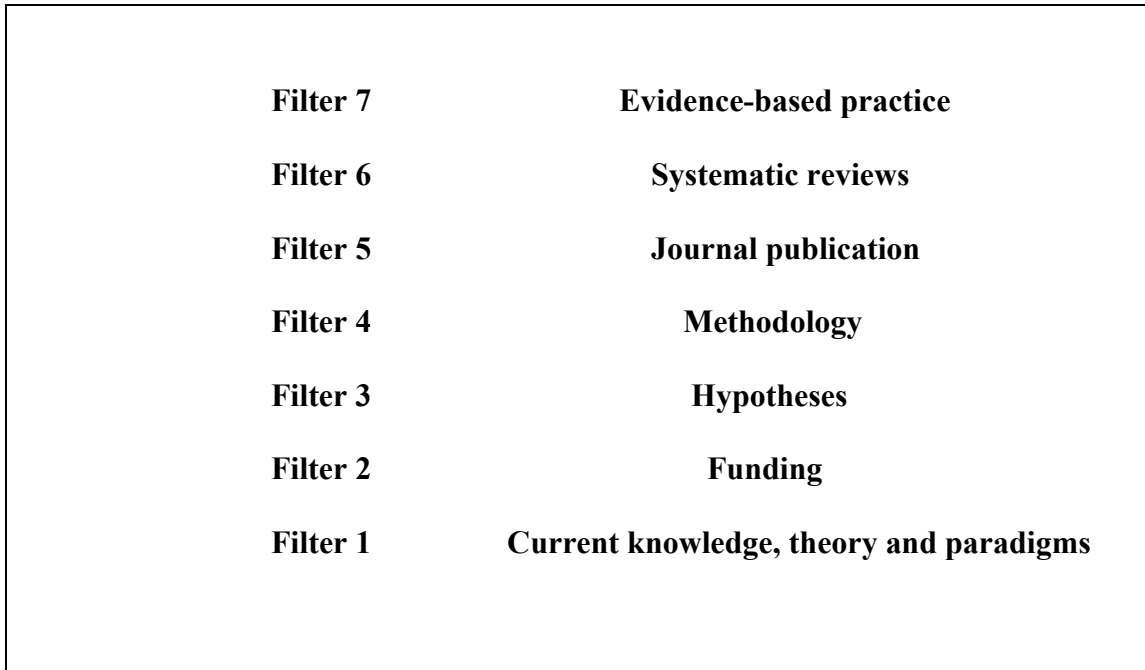 Filter 7 Evidence-based practice
Filter 6 Systematic reviews
Filter 5 Journal publication
Filter 4 Methodology
Filter 3 Hypotheses
Filter 2 Funding
Filter 1 Current knowledge, theory and paradigms